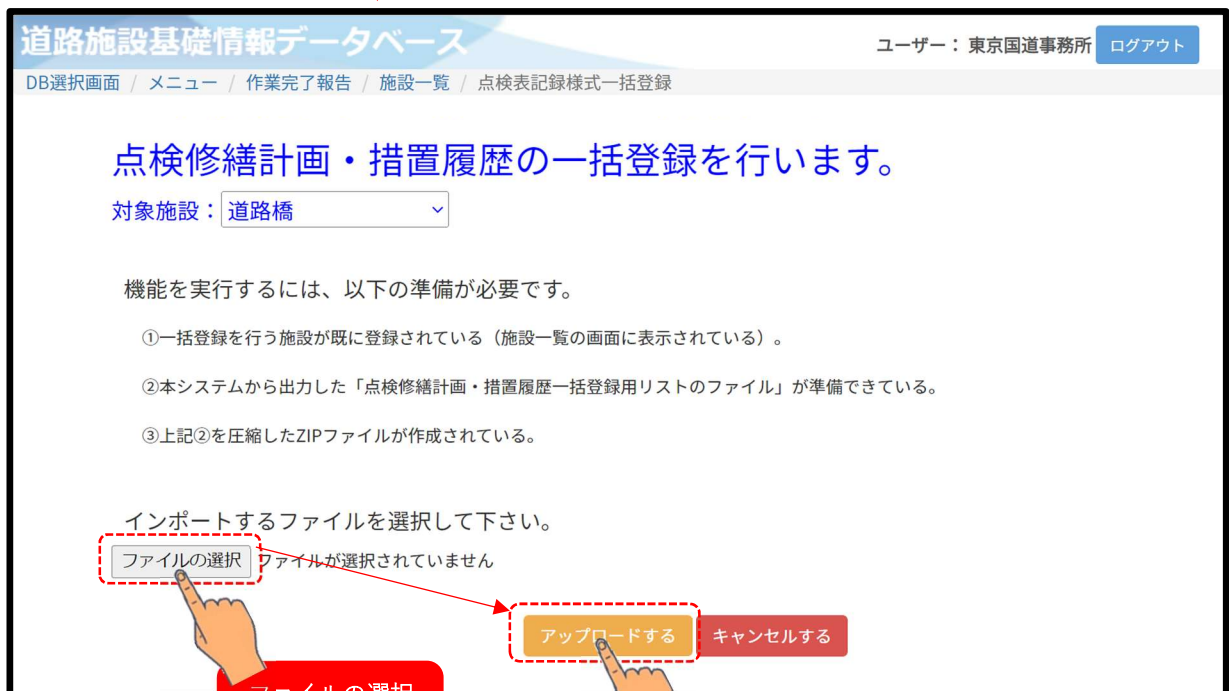 道路施設基礎情報データベース
ユーザー： 東京国道事務所 ログアウト
DB選択画面 / メニュー / 作業完了報告 / 施設一覧 / 点検表記録様式一括登録
点検修繕計画・措置履歴の一括登録を行います。
対象施設： 道路橋
機能を実行するには、以下の準備が必要です。
①一括登録を行う施設が既に登録されている（施設一覧の画面に表示されている）。
②本システムから出力した「点検修繕計画・措置履歴一括登録用リストのファイル」が準備できている。
③上記②を圧縮したZIPファイルが作成されている。
インポートするファイルを選択して下さい。
ファイルの選択 ファイルが選択されていません
アップロードする キャンセルする
ファイルの選択